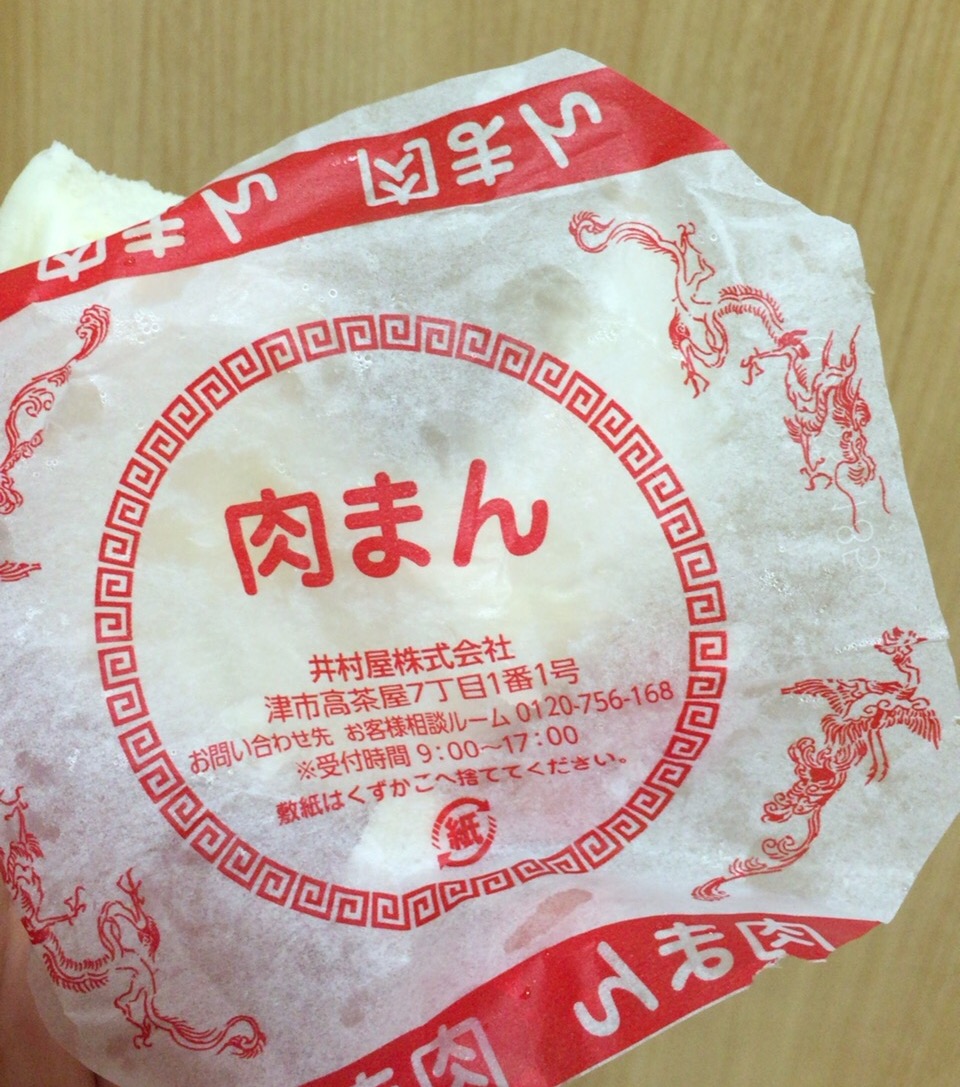 肉まん
肉まん
肉まん
井村屋株式会社
津市高茶屋7丁目1番1号
お問い合わせ先 お客様相談ルーム 0120-756-168
※受付時間 9:00〜17:00
敷紙はくずかごへ捨ててください。
紙
肉まん
肉ま